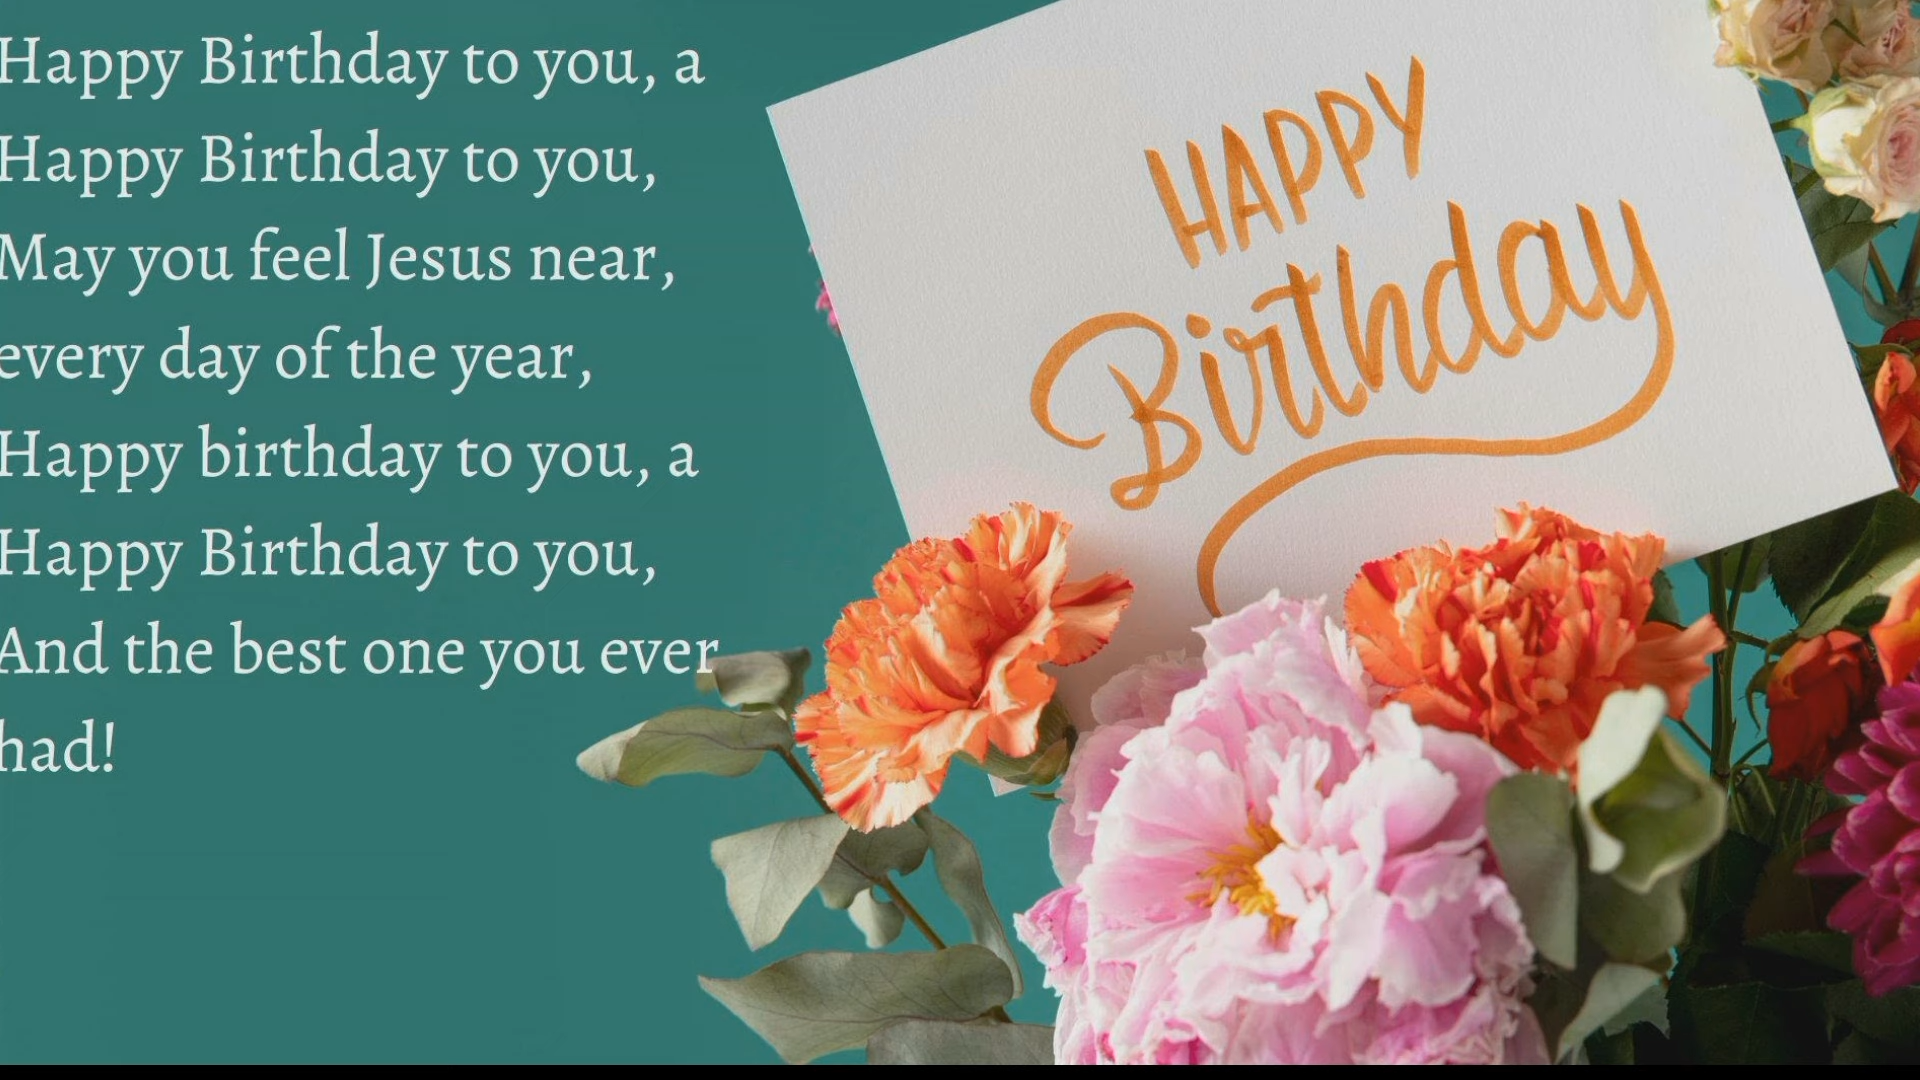 Happy Birthday to you, a
Happy Birthday to you,
May you feel Jesus near,
every day of the year,
Happy birthday to you, a
Happy Birthday to you,
And the best one you ever
had!
HAPPY
Birthday